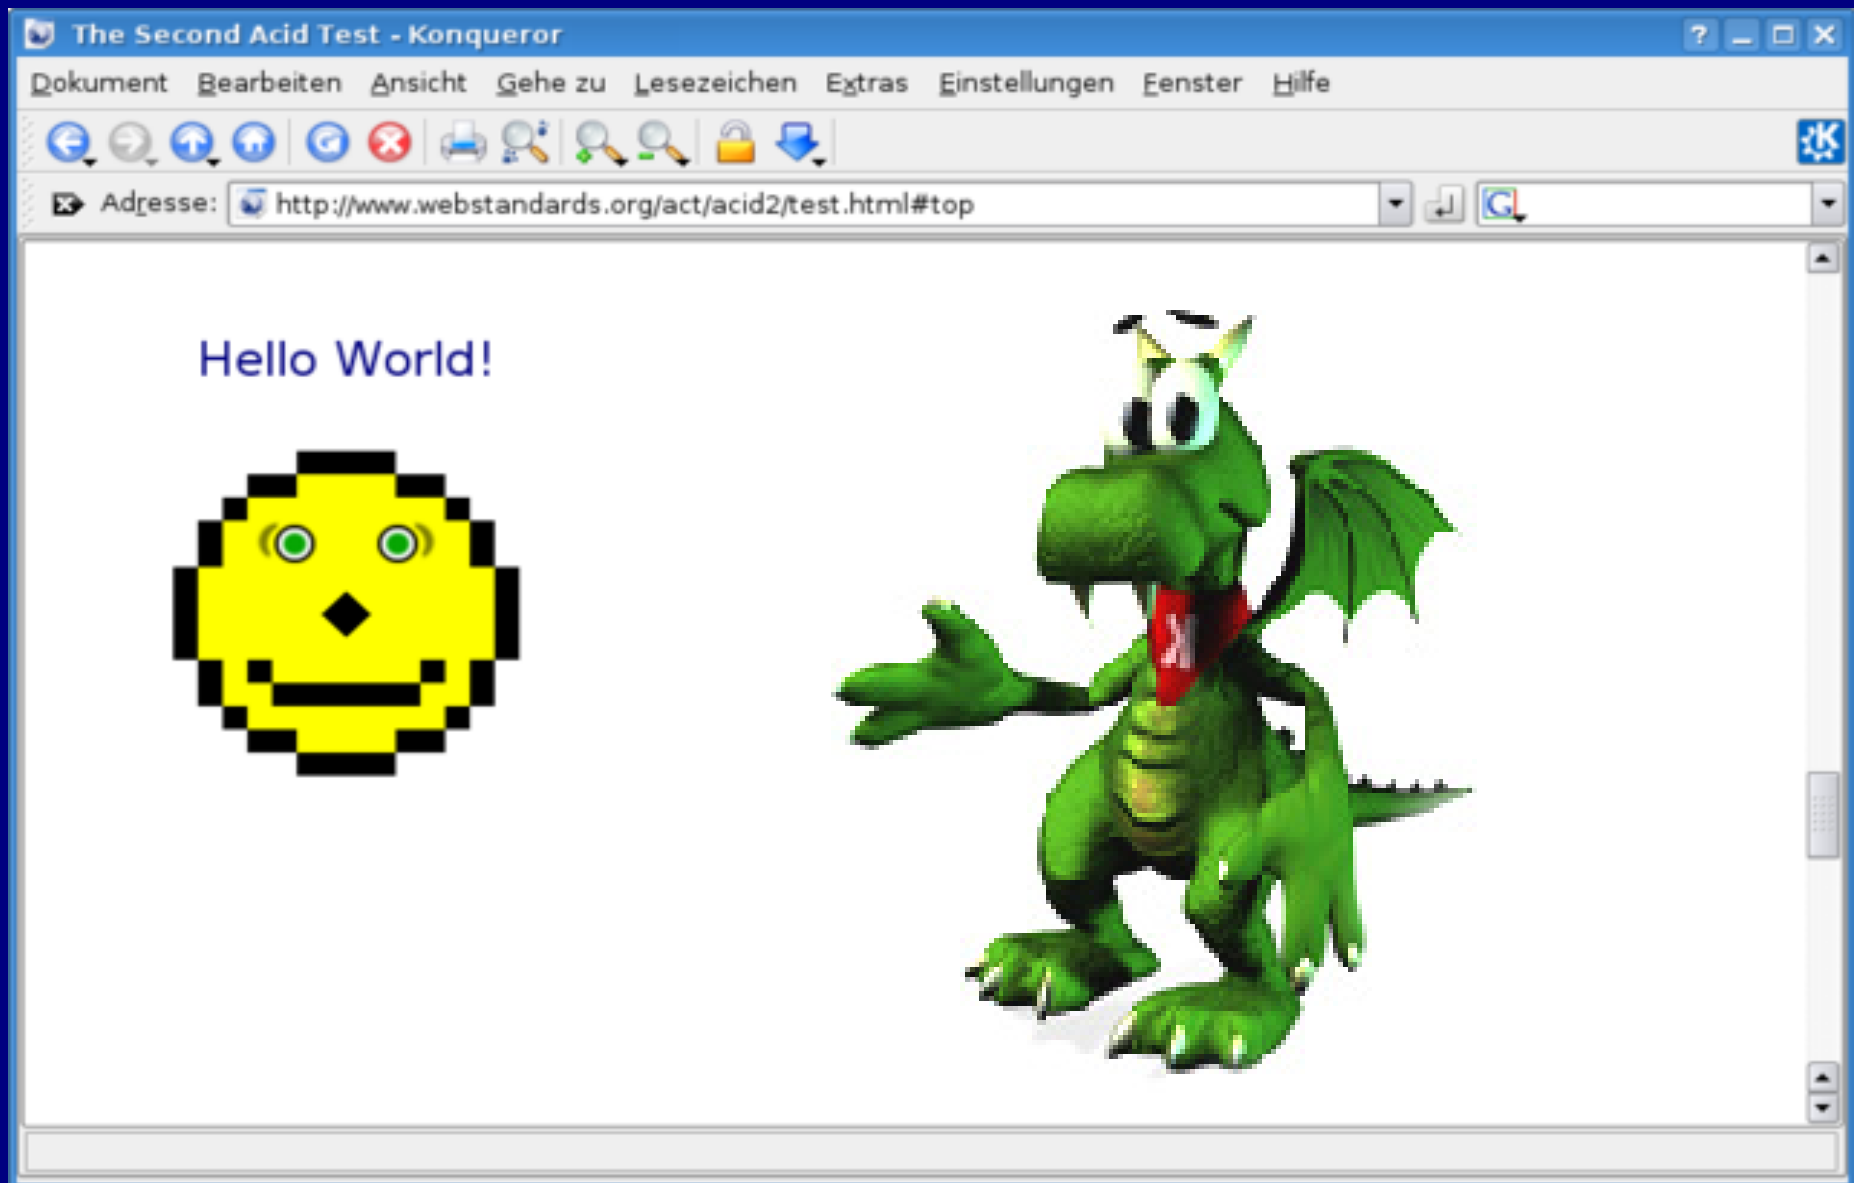 The Second Acid Test - Konqueror
Dokument Bearbeiten Ansicht Gehe zu Lesezeichen Extras Einstellungen Fenster Hilfe
Adresse: http://www.webstandards.org/act/acid2/test.html#top
Hello World!